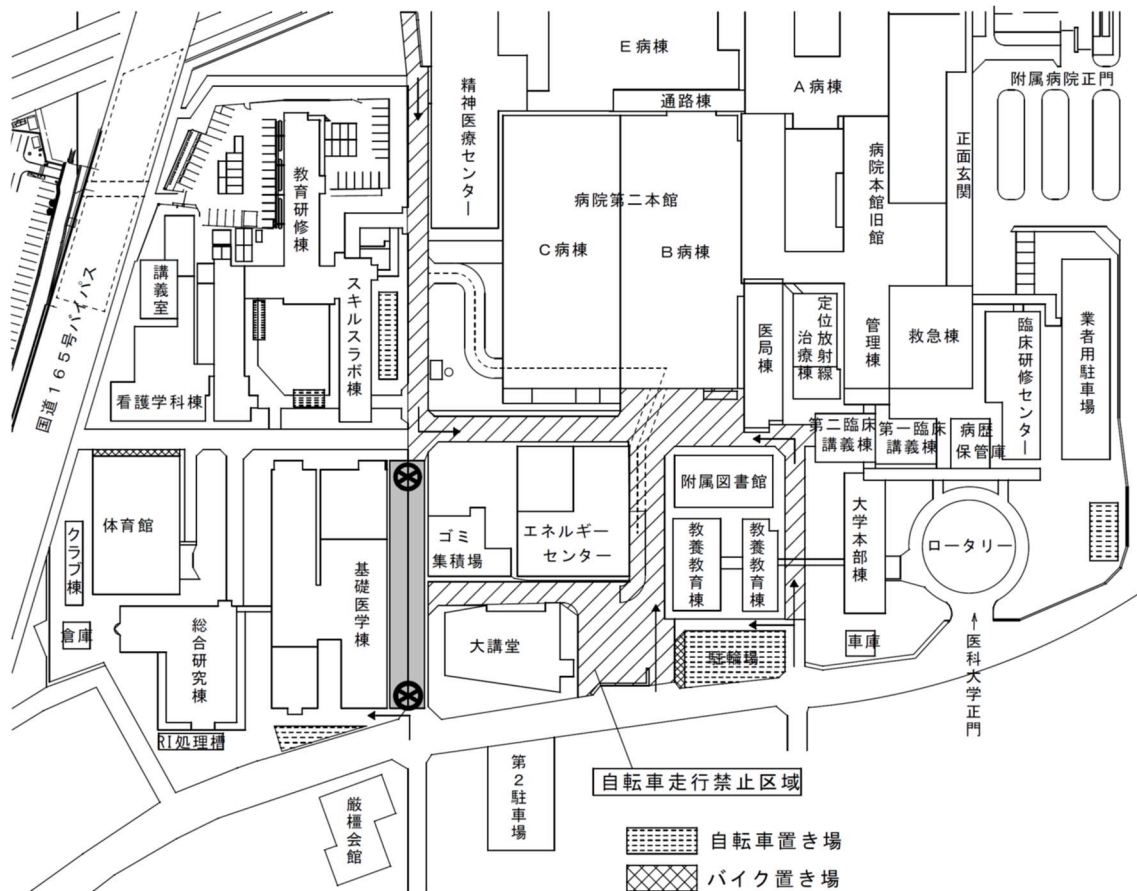 E病棟
A病棟
附属病院正門
通路棟
精神医療センター
正面玄関
病院本館旧館
教育研修棟
病院第二本館
C病棟
B病棟
講義室
スキルスラボ棟
国道165号バイパス
医局棟
定位放射線
治療棟
管理棟
救急棟
臨床研修センター
業者用駐車場
看護学科棟
第二臨床
講義棟
第一臨床
講義棟
病歴
保管庫
附属図書館
体育館
クラブ棟
ゴミ
集積場
エネルギー
センター
教養教育棟
教養教育棟
大学本部棟
ロータリー
基礎医学棟
倉庫
総合研究棟
大講堂
駐輪場
車庫
←医科大学正門
RI処理槽
第2駐車場
厳橿会館
自転車走行禁止区域
自転車置き場
バイク置き場